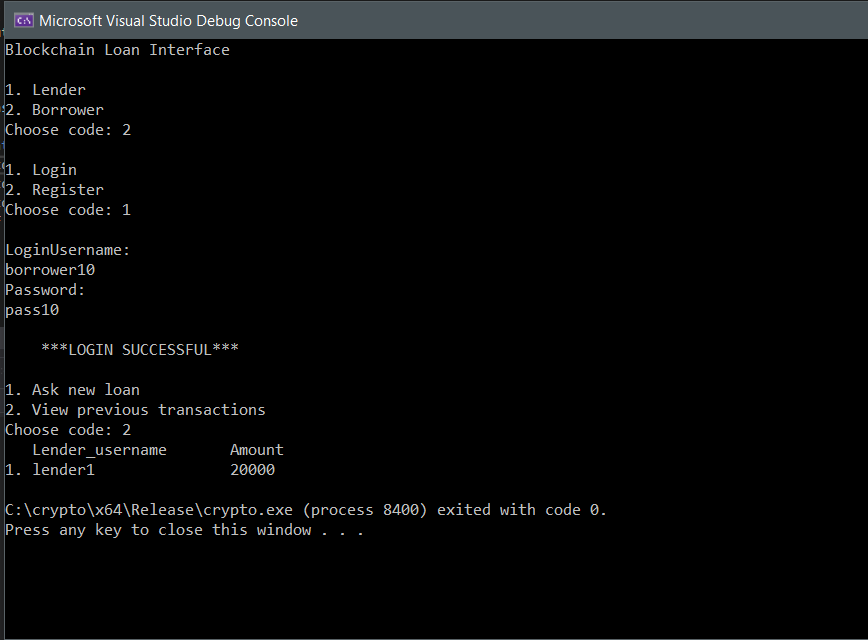 Microsoft Visual Studio Debug Console
Blockchain Loan Interface
1. Lender
2. Borrower
Choose code: 2
1. Login
2. Register
Choose code: 1
LoginUsername:
borrower10
Password:
pass10
***LOGIN SUCCESSFUL***
1. Ask new loan
2. View previous transactions
Choose code: 2
Lender_username Amount
1. lender1 20000
C:\crypto\x64\Release\crypto.exe (process 8400) exited with code 0.
Press any key to close this window . . .